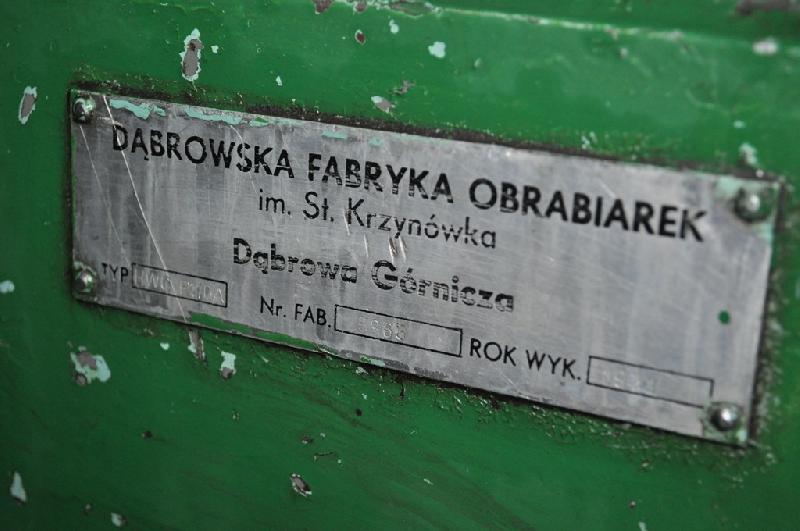 DĄBROWSKA FABRYKA OBRABIAREK
im. St. Krzynówka
Dąbrowa Górnicza
TYP
Nr. FAB. ROK WYK.